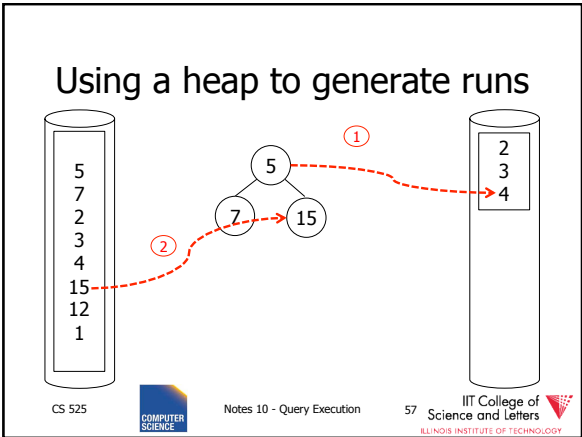 Using a heap to generate runs
5
7
2
3
4
15
12
1
2
1
5
7
15
2
3
4
CS 525
COMPUTER
SCIENCE
Notes 10 - Query Execution
57
IIT College of
Science and Letters
ILLINOIS INSTITUTE OF TECHNOLOGY